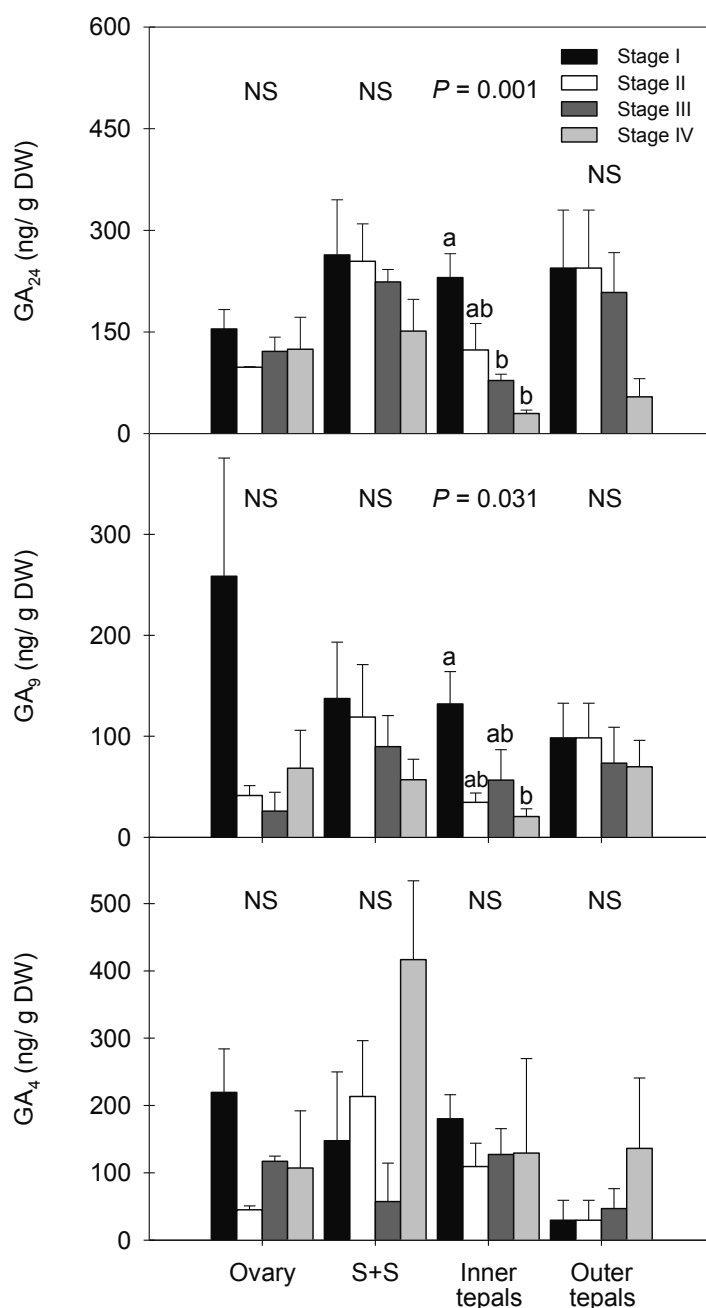 600
Stage I
NS
NS
P = 0.001
Stage II
Stage III
450
Stage IV
NS
GA24 (ng/ g DW)
300
a
ab
150
b
b
0
NS
NS
P = 0.031
NS
300
GA9 (ng/ g DW)
200
a
ab
100
ab
b
0
NS
NS
NS
NS
500
400
GA4 (ng/ g DW)
300
200
100
0
Ovary
S+S
Inner
tepals
Outer
tepals